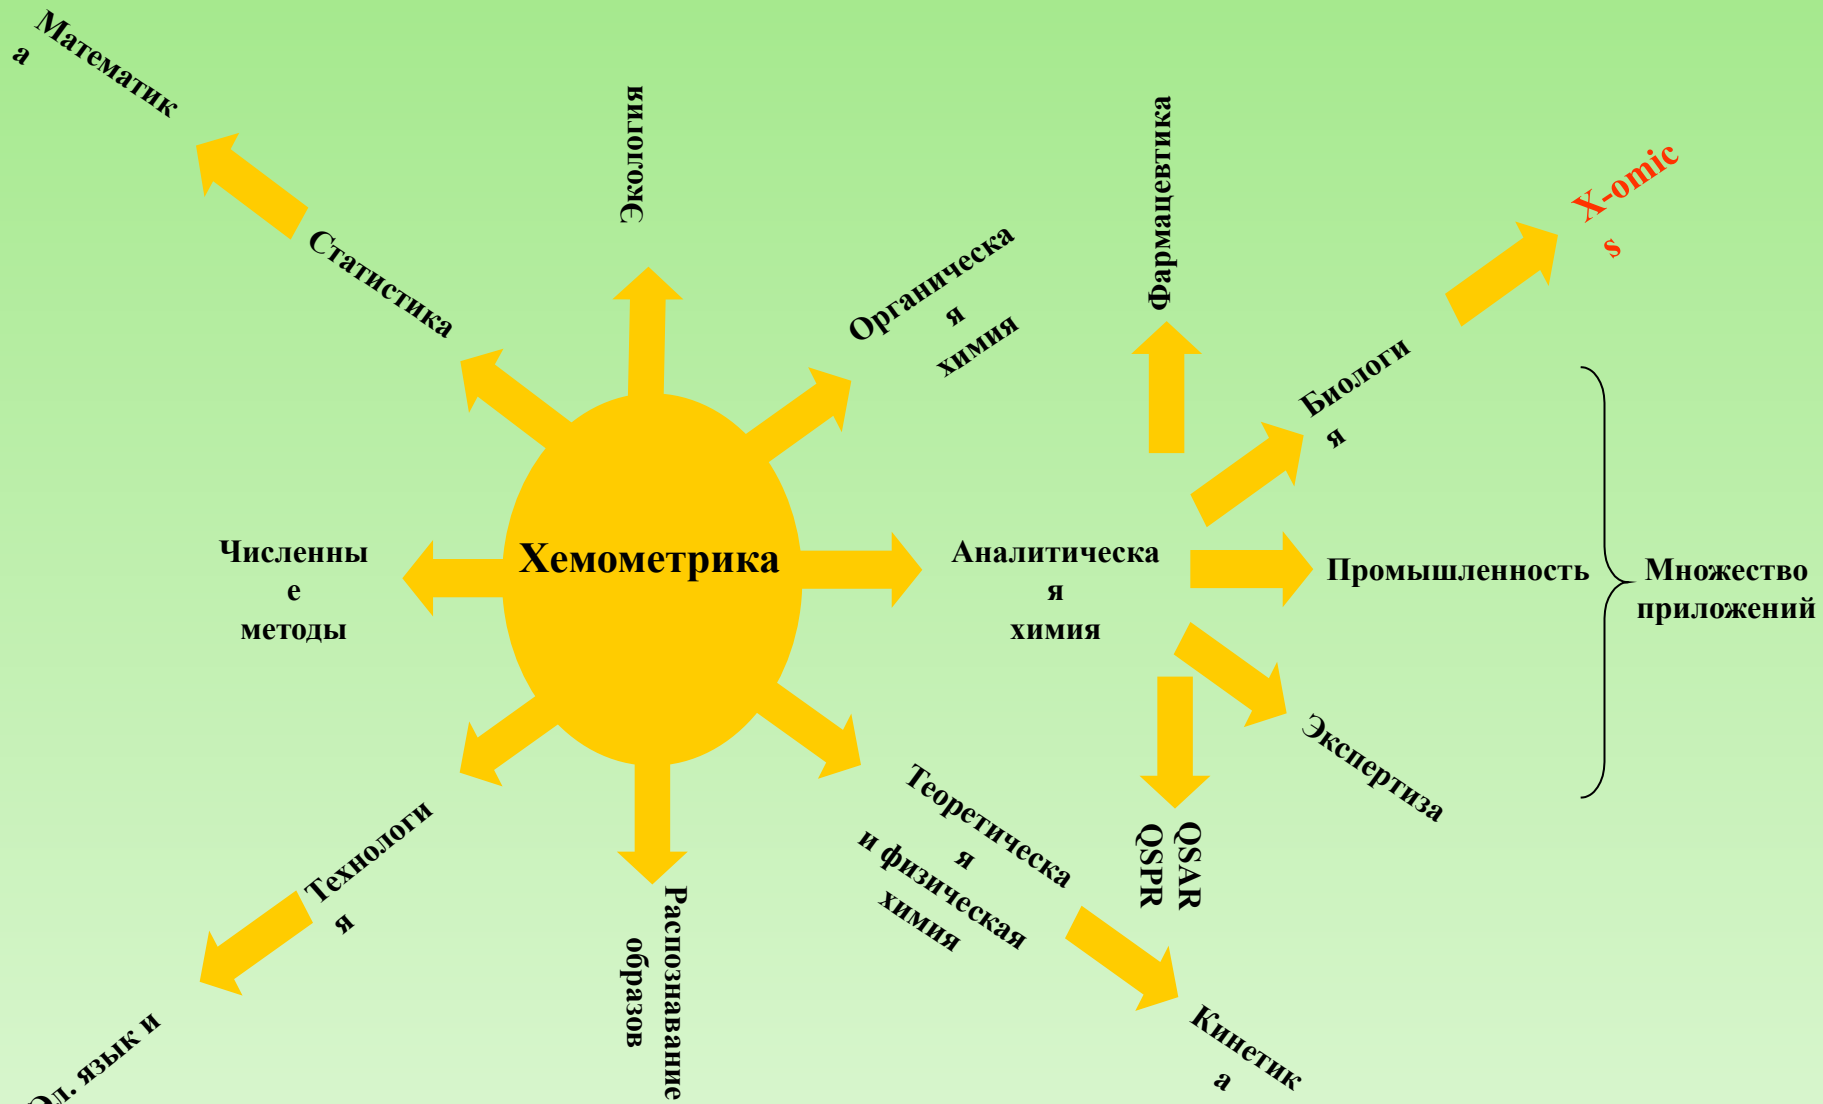 Математик
а
Статистика
Экология
Органическа
я
химия
Фармацевтика
X-omic
s
Биологи
я
Численны
е
методы
Хемометрика
Аналитическа
я
химия
Промышленность
Множество
приложений
Экспертиза
Технологи
я
Распознавание
образов
Теоретическа
я
и физическая
химия
QSAR
QSPR
Кинетик
а
язык и